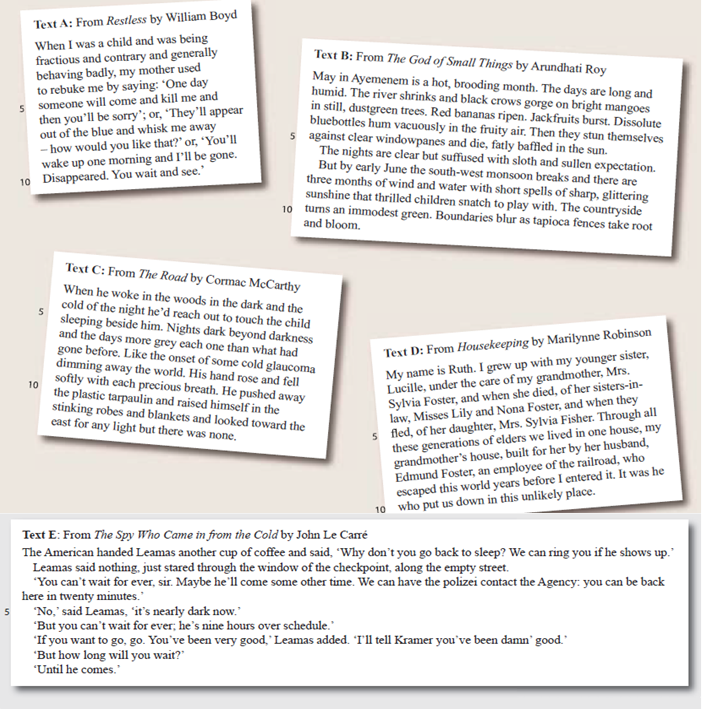 Text A: From Restless by William Boyd
When I was a child and was being
fractious and contrary and generally
behaving badly, my mother used
to rebuke me by saying: ‘One day
5 someone will come and kill me and
then you’ll be sorry’; or, ‘They’ll appear
out of the blue and whisk me away
– how would you like that?’ or, ‘You’ll
wake up one morning and I’ll be gone.
10 Disappeared. You wait and see.’
Text B: From The God of Small Things by Arundhati Roy
May in Ayemenem is a hot, brooding month. The days are long and
humid. The river shrinks and black crows gorge on bright mangoes
in still, dustgreen trees. Red bananas ripen. Jackfruits burst. Dissolute
bluebottles hum vacuously in the fruity air. Then they stun themselves
5 against clear windowpanes and die, fatly baffled in the sun.
The nights are clear but suffused with sloth and sullen expectation.
But by early June the south-west monsoon breaks and there are
three months of wind and water with short spells of sharp, glittering
sunshine that thrilled children snatch to play with. The countryside
10 turns an immodest green. Boundaries blur as tapioca fences take root
and bloom.
Text C: From The Road by Cormac McCarthy
When he woke in the woods in the dark and the
5 cold of the night he’d reach out to touch the child
sleeping beside him. Nights dark beyond darkness
and the days more grey each one than what had
gone before. Like the onset of some cold glaucoma
dimming away the world. His hand rose and fell
10 softly with each precious breath. He pushed away
the plastic tarpaulin and raised himself in the
stinking robes and blankets and looked toward the
east for any light but there was none.
Text D: From Housekeeping by Marilynne Robinson
My name is Ruth. I grew up with my younger sister,
Lucille, under the care of my grandmother, Mrs.
Sylvia Foster, and when she died, of her sisters-in-
law, Misses Lily and Nona Foster, and when they
5 fled, of her daughter, Mrs. Sylvia Fisher. Through all
these generations of elders we lived in one house, my
grandmother’s house, built for her by her husband,
Edmund Foster, an employee of the railroad, who
escaped this world years before I entered it. It was he
10 who put us down in this unlikely place.
Text E: From The Spy Who Came in from the Cold by John Le Carré
The American handed Leamas another cup of coffee and said, ‘Why don’t you go back to sleep? We can ring you if he shows up.’
Leamas said nothing, just stared through the window of the checkpoint, along the empty street.
‘You can’t wait for ever, sir. Maybe he’ll come some other time. We can have the polizei contact the Agency: you can be back
here in twenty minutes.’
5 ‘No,’ said Leamas, ‘it’s nearly dark now.’
‘But you can’t wait for ever; he’s nine hours over schedule.’
‘If you want to go, go. You’ve been very good,’ Leamas added. ‘I’ll tell Kramer you’ve been damn’ good.’
‘But how long will you wait?’
‘Until he comes.’